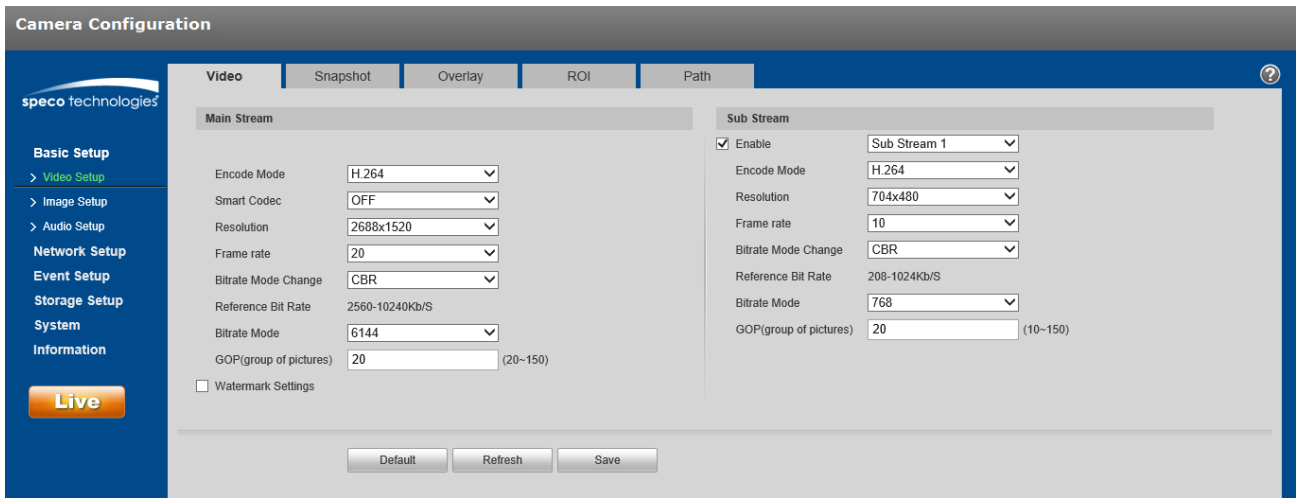 Camera Configuration
Video Snapshot Overlay ROI Path ?
speco technologies
Basic Setup
> Video Setup
> Image Setup
> Audio Setup
Network Setup
Event Setup
Storage Setup
System
Information
Live
Main Stream
Encode Mode H.264
Smart Codec OFF
Resolution 2688x1520
Frame rate 20
Bitrate Mode Change CBR
Reference Bit Rate 2560-10240Kb/S
Bitrate Mode 6144
GOP(group of pictures) 20 (20~150)
Watermark Settings
Sub Stream
Enable Sub Stream 1
Encode Mode H.264
Resolution 704x480
Frame rate 10
Bitrate Mode Change CBR
Reference Bit Rate 208-1024Kb/S
Bitrate Mode 768
GOP(group of pictures) 20 (10~150)
Default Refresh Save